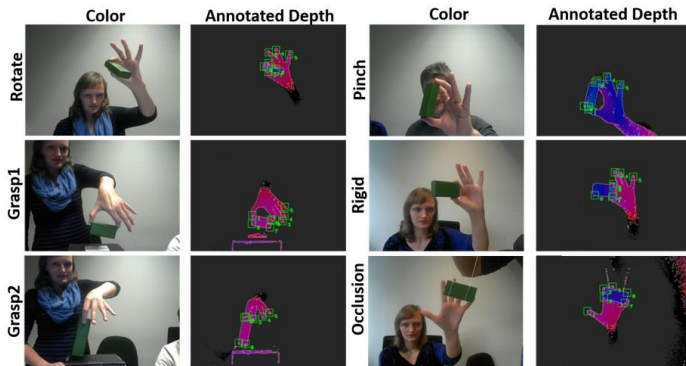 Color Annotated Depth Color Annotated Depth
Rotate
Pinch
Grasp1
Rigid
Grasp2
Occlusion